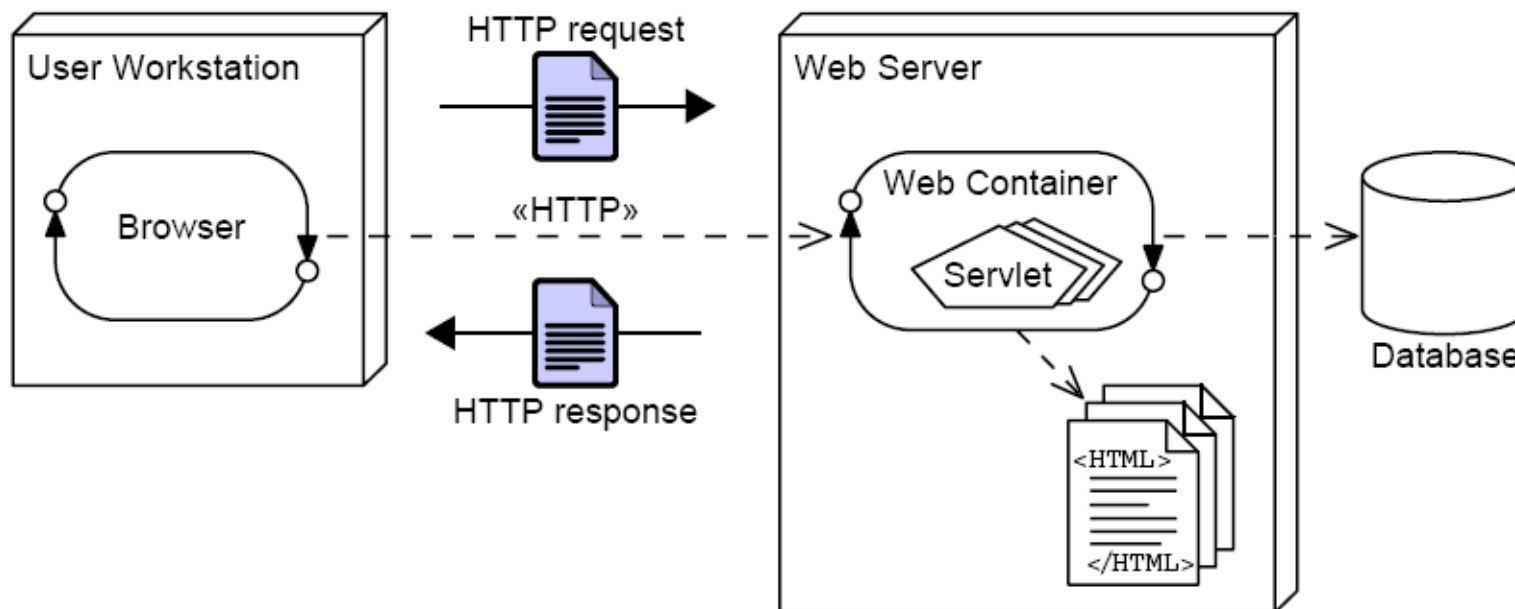 HTTP request
User Workstation
Web Server
Browser
«HTTP»
Web Container
Servlet
Database
HTTP response
<HTML>
</HTML>